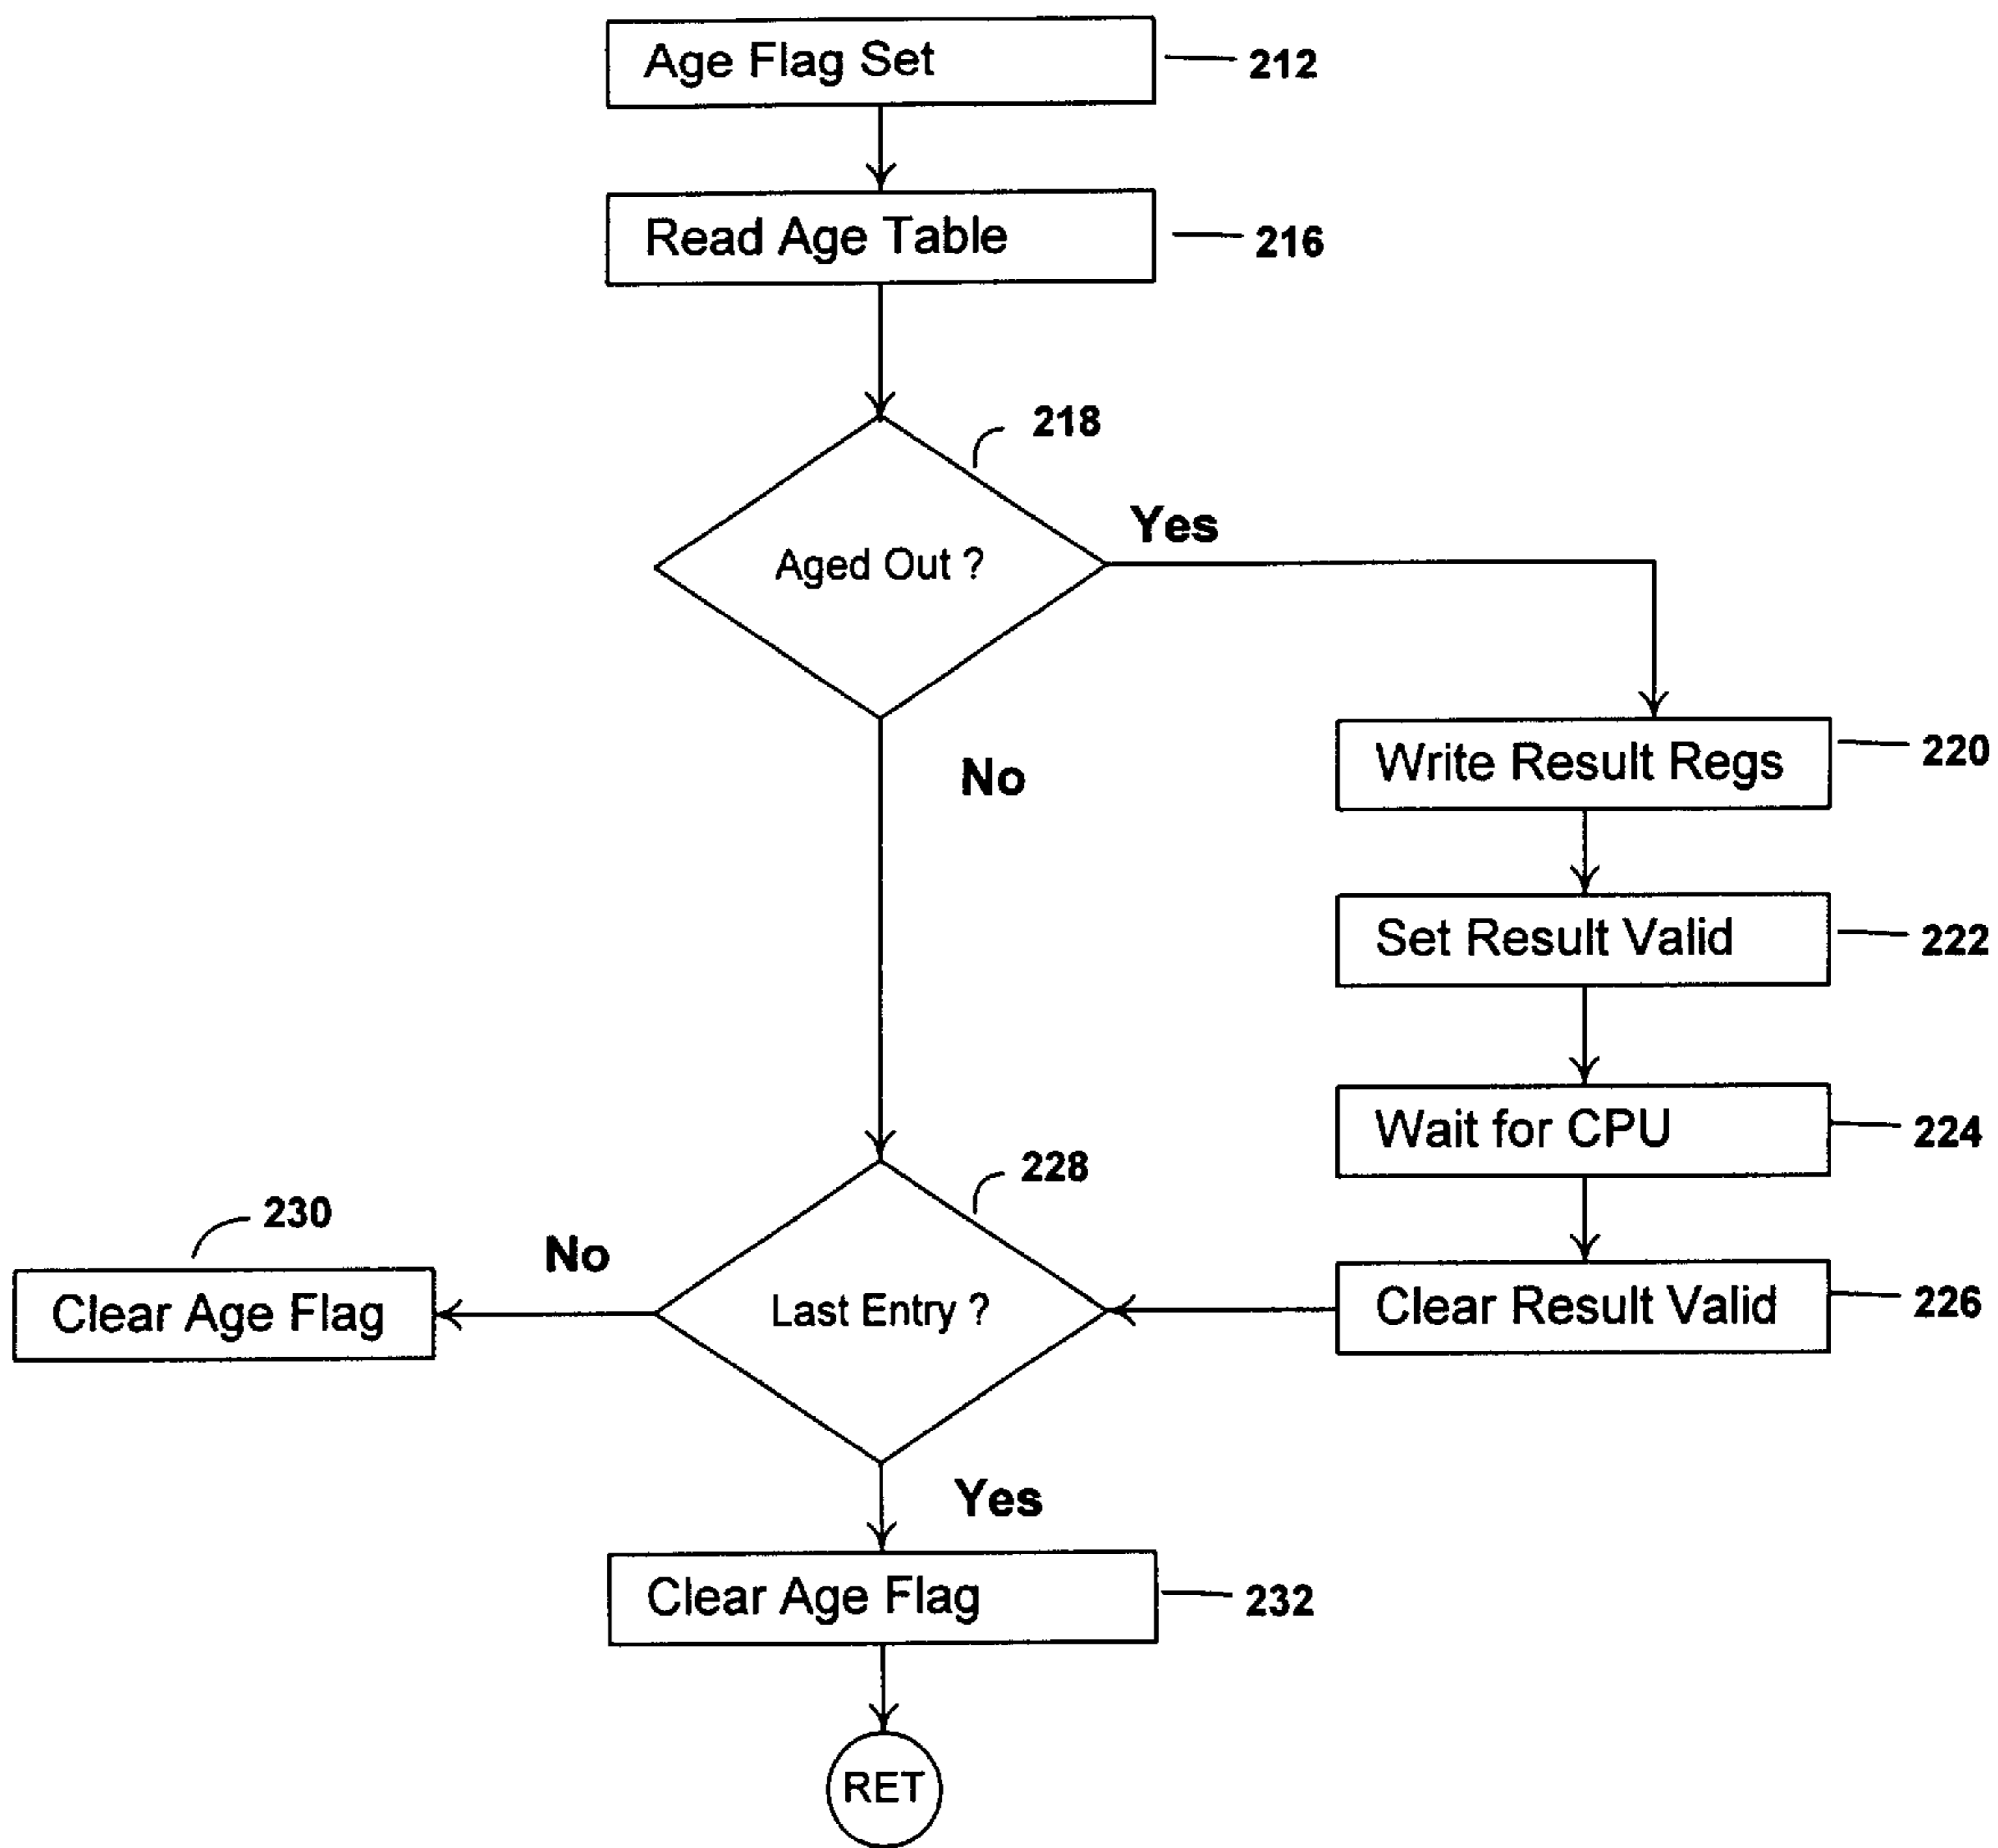 Age Flag Set
212
Read Age Table
216
218
Yes
Aged Out ?
No
Write Result Regs
220
Set Result Valid
222
Wait for CPU
224
228
230
No
Clear Age Flag
Last Entry ?
Clear Result Valid
226
Yes
Clear Age Flag
232
RET